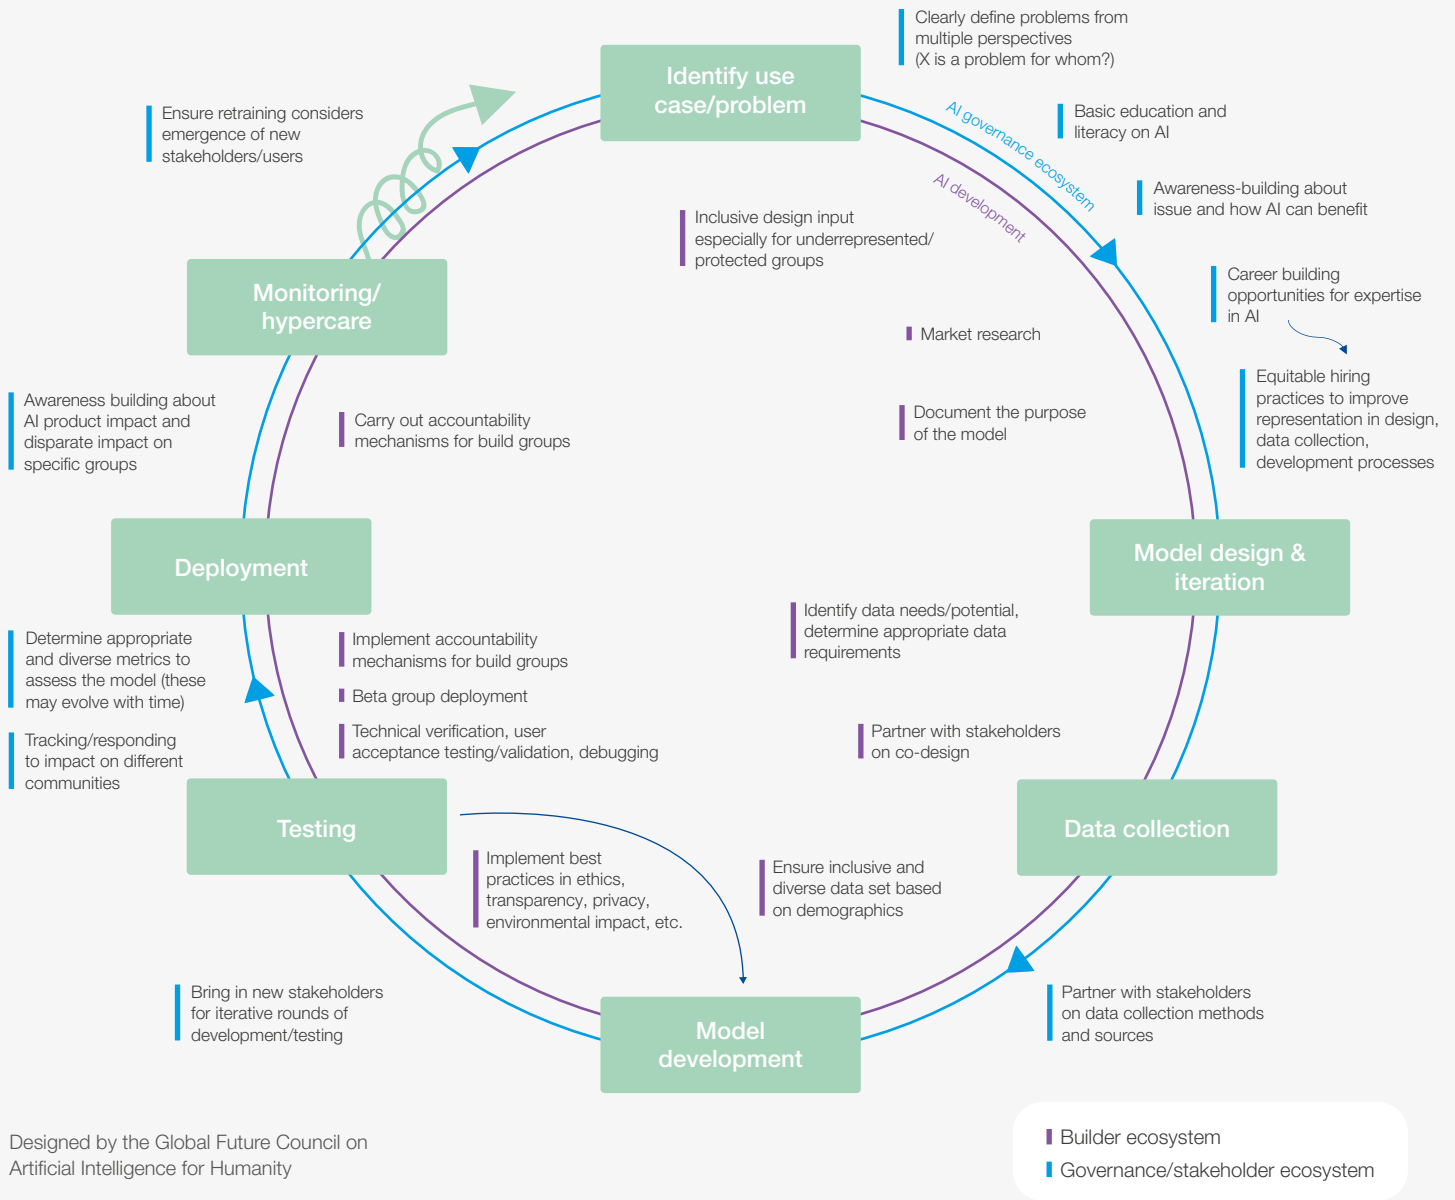 Identify use
case/problem
Clearly define problems from
multiple perspectives
(X is a problem for whom?)
AI governance ecosystem
AI development
Basic education and
literacy on AI
Awareness-building about
issue and how AI can benefit
Career building
opportunities for expertise
in AI
Equitable hiring
practices to improve
representation in design,
data collection,
development processes
Inclusive design input
especially for underrepresented/
protected groups
Market research
Document the purpose
of the model
Model design &
iteration
Identify data needs/potential,
determine appropriate data
requirements
Partner with stakeholders
on co-design
Data collection
Ensure inclusive and
diverse data set based
on demographics
Partner with stakeholders
on data collection methods
and sources
Model
development
Implement best
practices in ethics,
transparency, privacy,
environmental impact, etc.
Bring in new stakeholders
for iterative rounds of
development/testing
Testing
Determine appropriate
and diverse metrics to
assess the model (these
may evolve with time)
Tracking/responding
to impact on different
communities
Implement accountability
mechanisms for build groups
Beta group deployment
Technical verification, user
acceptance testing/validation, debugging
Deployment
Awareness building about
AI product impact and
disparate impact on
specific groups
Carry out accountability
mechanisms for build groups
Monitoring/
hypercare
Ensure retraining considers
emergence of new
stakeholders/users
Designed by the Global Future Council on
Artificial Intelligence for Humanity
Builder ecosystem
Governance/stakeholder ecosystem